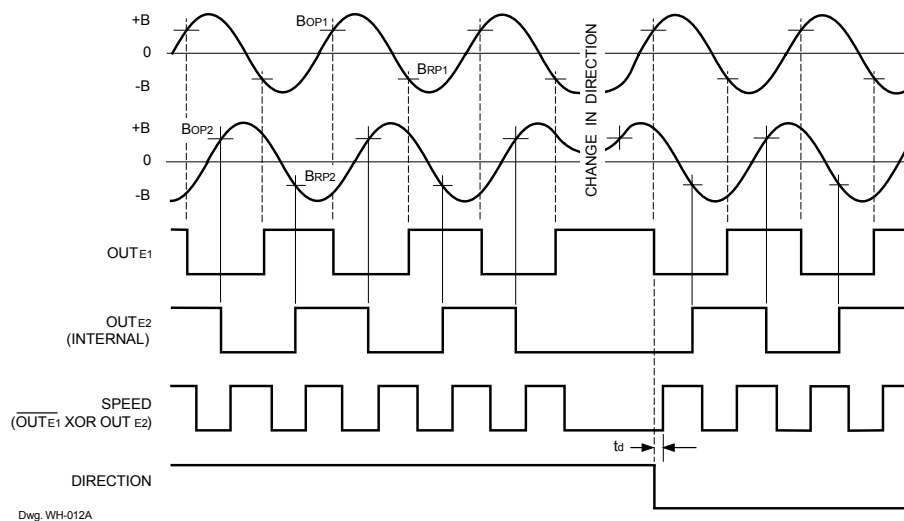 +B
0
-B
BOP1
BRP1
+B
0
-B
BOP2
BRP2
CHANGE IN DIRECTION
OUTE1
OUTE2
(INTERNAL)
SPEED
(OUTE1 XOR OUT E2)
td
DIRECTION
Dwg. WH-012A